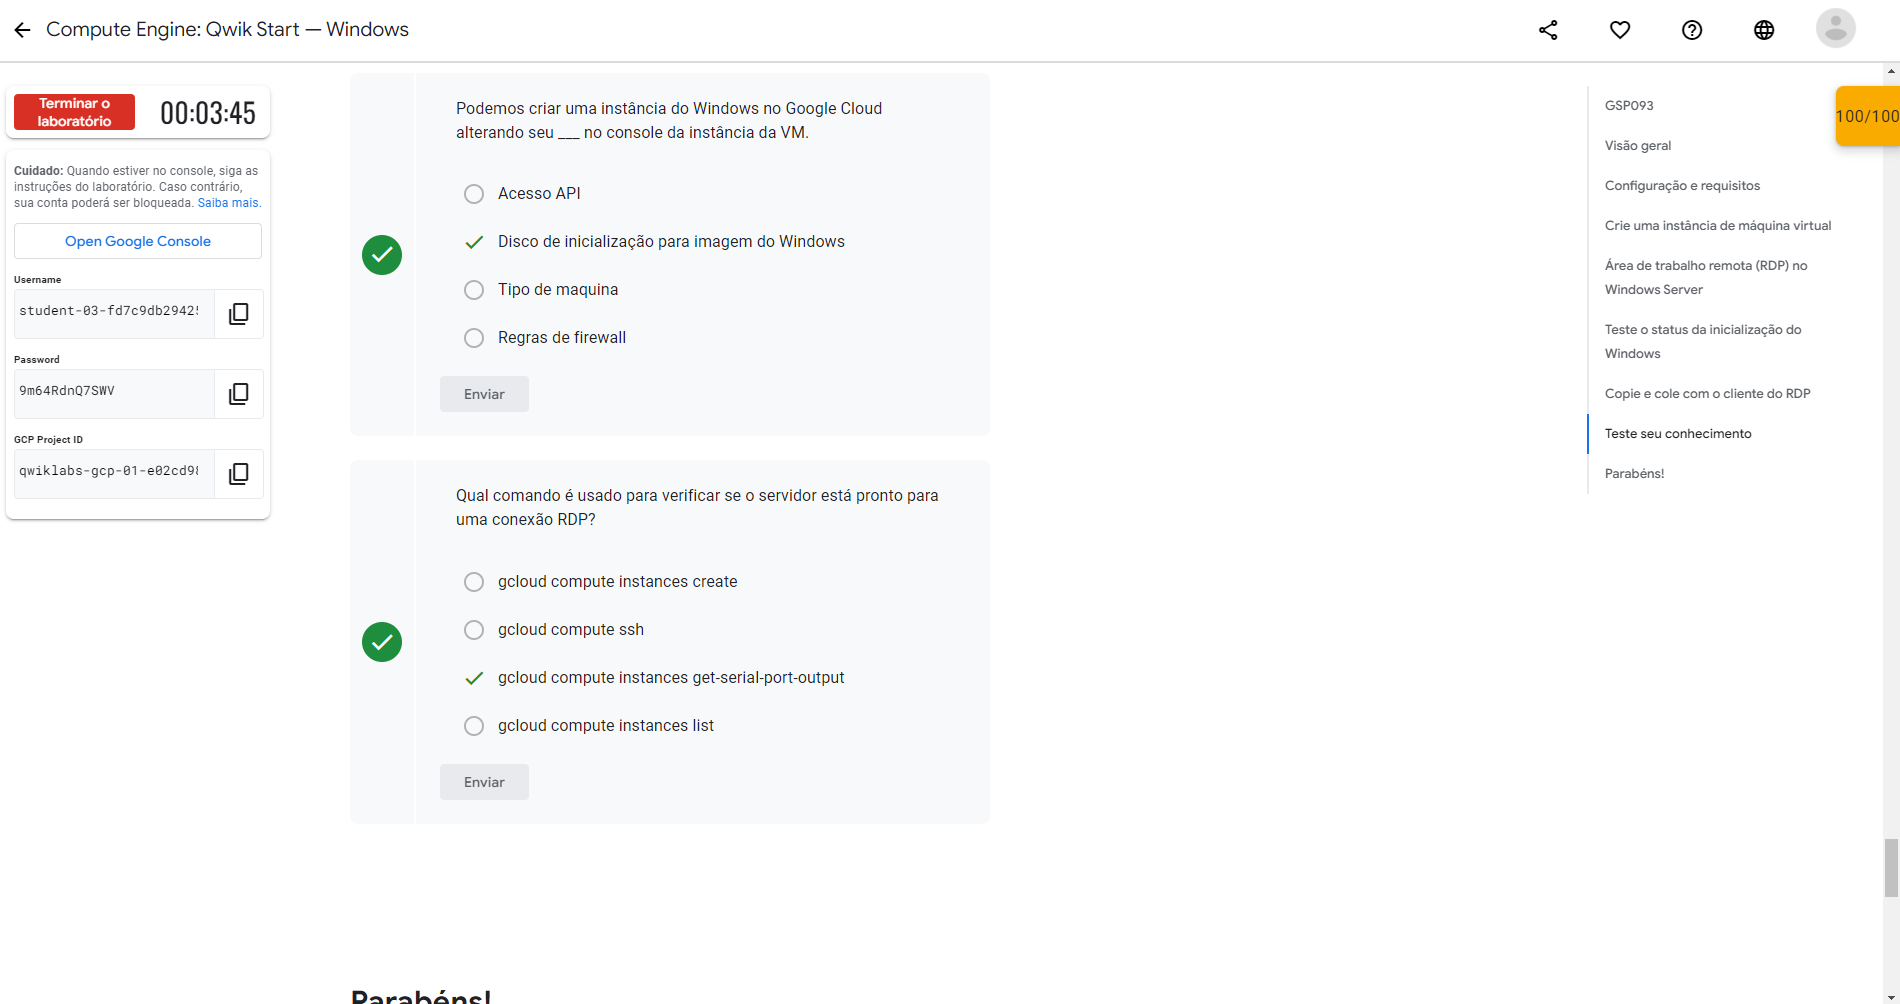 Compute Engine: Qwik Start — Windows
Terminar o
laboratório
00:03:45
Cuidado: Quando estiver no console, siga as
instruções do laboratório. Caso contrário,
sua conta poderá ser bloqueada. Saiba mais.
Open Google Console
Username
student-03-fd7c9db2942
Password
9m64RdnQ7SWV
GCP Project ID
qwiklabs-gcp-01-e02cd9
Podemos criar uma instância do Windows no Google Cloud
alterando seu ___ no console da instância da VM.
Acesso API
Disco de inicialização para imagem do Windows
Tipo de maquina
Regras de firewall
Enviar
Qual comando é usado para verificar se o servidor está pronto para
uma conexão RDP?
gcloud compute instances create
gcloud compute ssh
gcloud compute instances get-serial-port-output
gcloud compute instances list
Enviar
Parabéns!
GSP093
Visão geral
Configuração e requisitos
Crie uma instância de máquina virtual
Área de trabalho remota (RDP) no
Windows Server
Teste o status da inicialização do
Windows
Copie e cole com o cliente do RDP
Teste seu conhecimento
Parabéns!
100/100